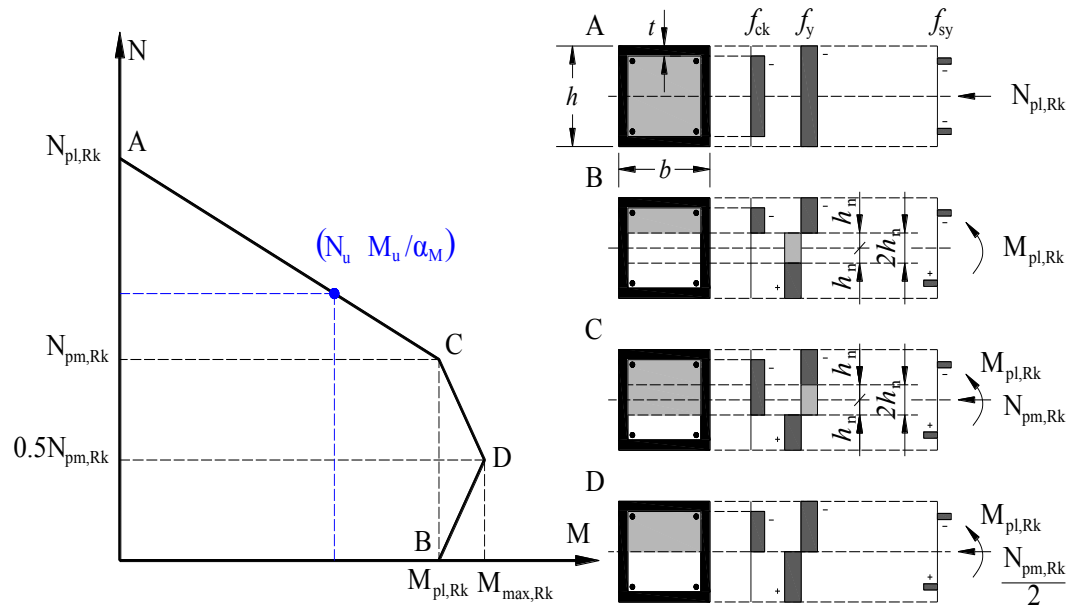 N
N_pl,Rk
A
(N_u M_u/α_M)
N_pm,Rk
C
0.5N_pm,Rk
D
B
M
M_pl,Rk
M_max,Rk
A
t
f_ck
f_y
f_sy
h
b
-
-
-
-
N_pl,Rk
B
h_n
h_n
2h_n
-
-
-
+
+
M_pl,Rk
C
h_n
h_n
2h_n
-
-
-
+
+
M_pl,Rk
N_pm,Rk
D
-
-
-
+
+
M_pl,Rk
N_pm,Rk
2